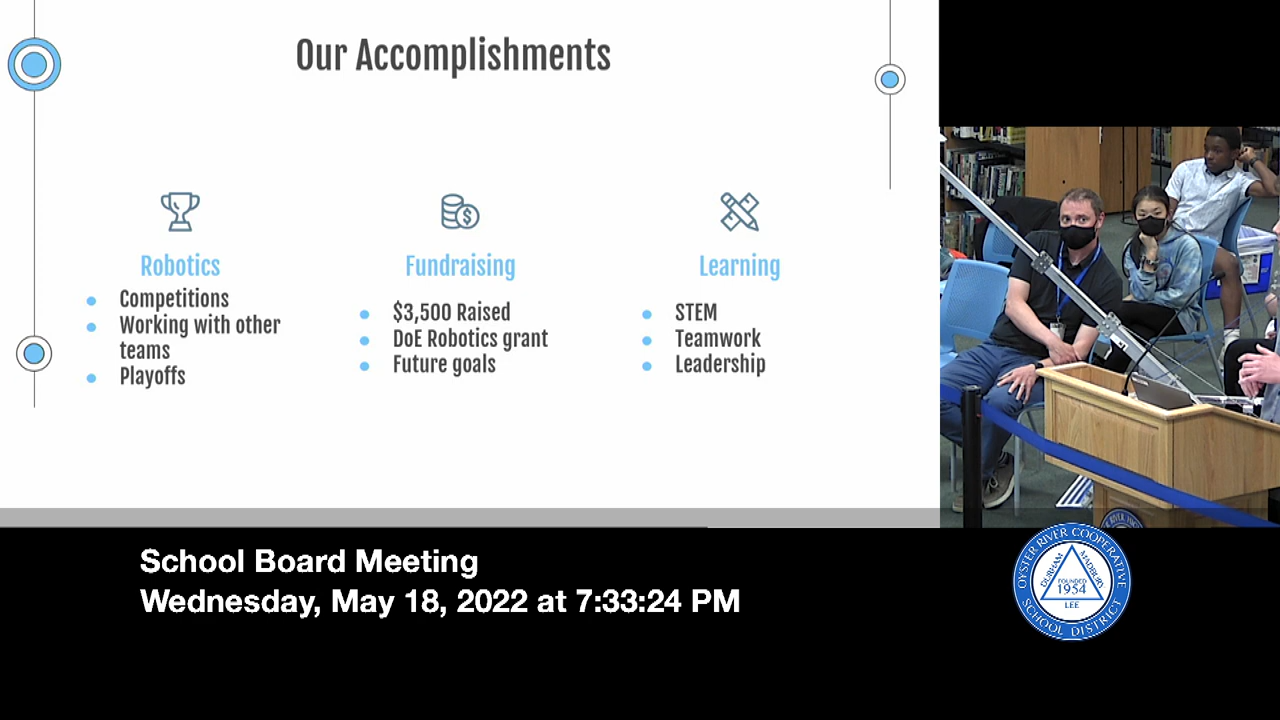 Our Accomplishments
Robotics
Competitions
Working with other
teams
Playoffs
Fundraising
$3,500 Raised
DoE Robotics grant
Future goals
Learning
STEM
Teamwork
Leadership
School Board Meeting
Wednesday, May 18, 2022 at 7:33:24 PM
OYSTER RIVER COOPERATIVE
SCHOOL DISTRICT
DURHAM
MADBURY
FOUNDED
1954
LEE